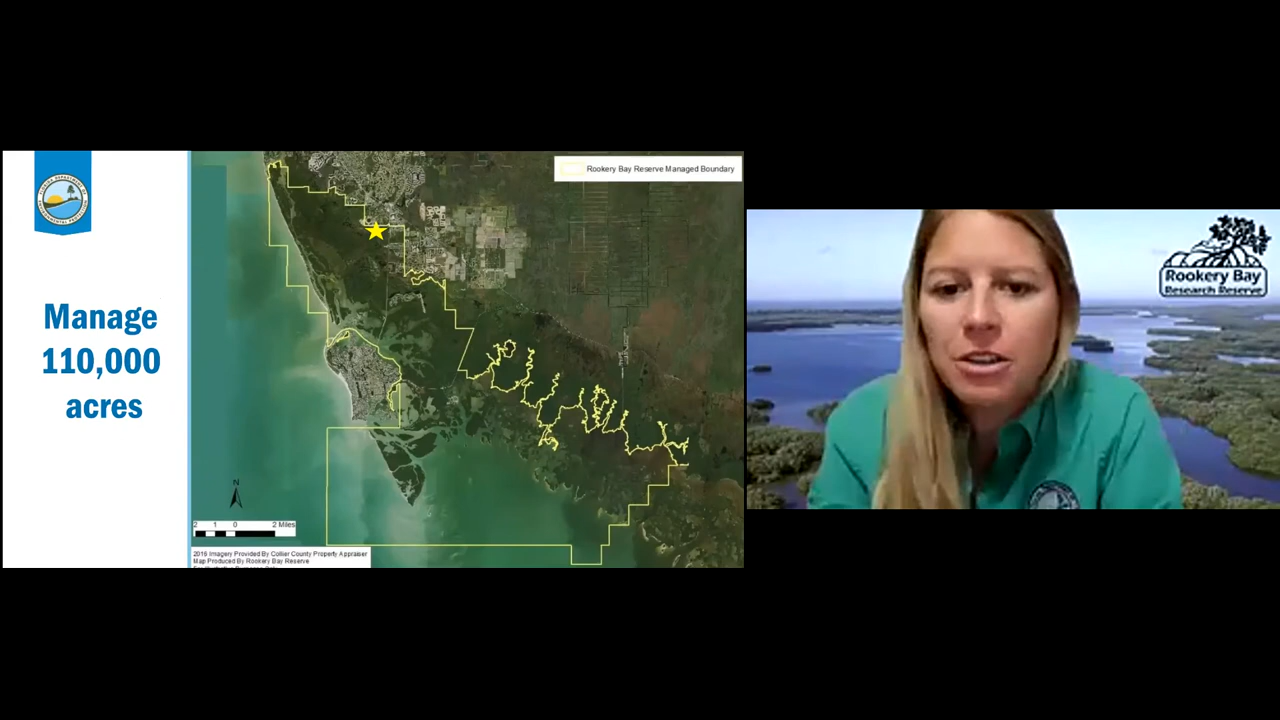 Manage
110,000
acres
Rookery Bay Reserve Managed Boundary
N
2 1 0 2 Miles
2016 Imagery Provided By Collier County Property Appraiser
Map Produced By Rookery Bay Reserve
Rookery Bay
Research Reserve